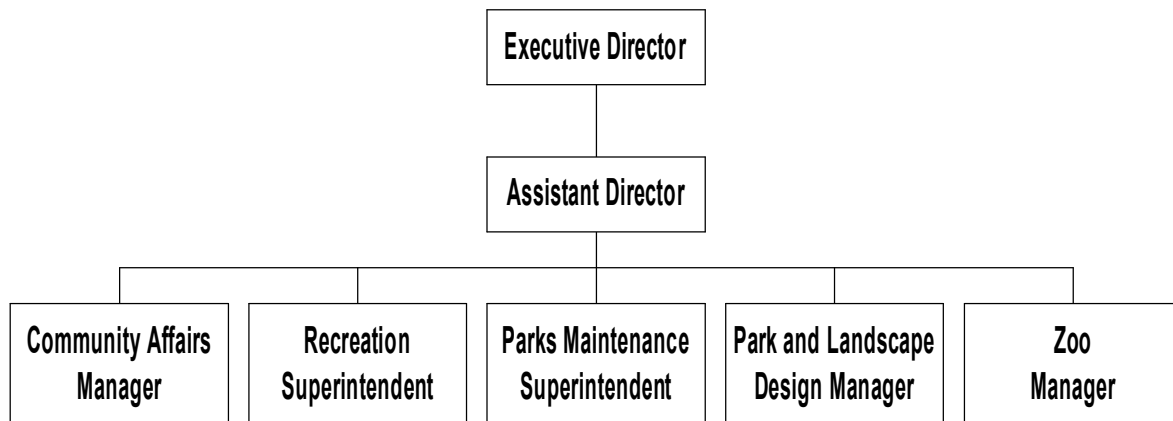 Executive Director
Assistant Director
Community Affairs
Manager
Recreation
Superintendent
Parks Maintenance
Superintendent
Park and Landscape
Design Manager
Zoo
Manager